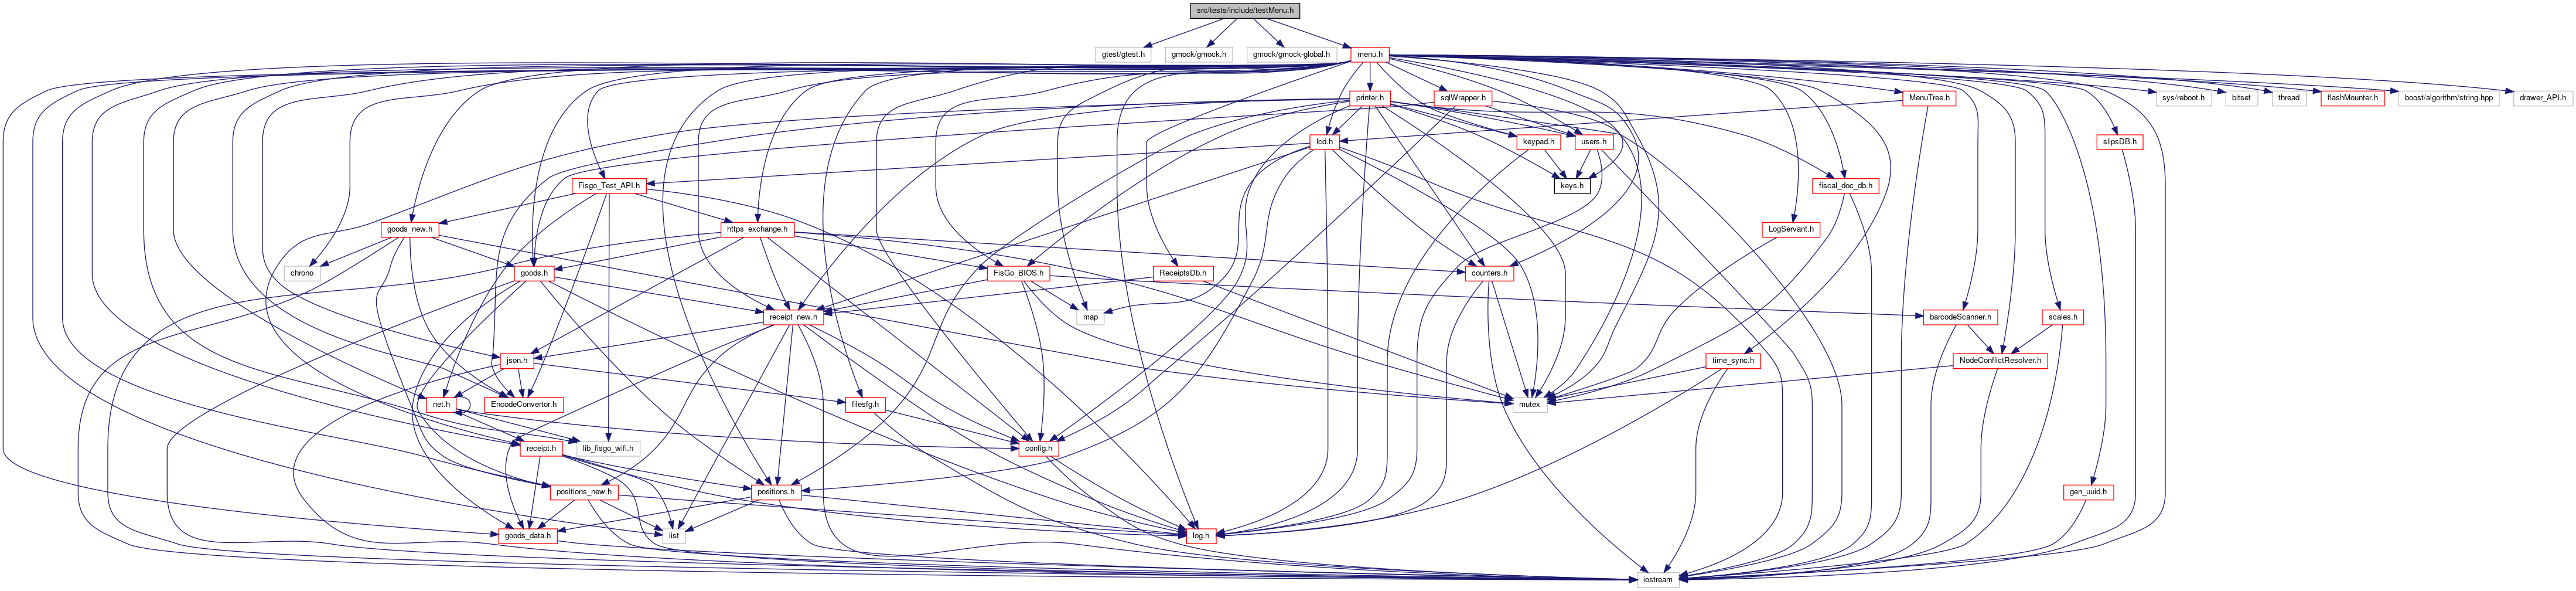 src/tests/include/testMenu.h
gtest/gtest.h
gmock/gmock.h
gmock/gmock-global.h
menu.h
printer.h
sqlWrapper.h
MenuTree.h
sys/reboot.h
bitset
thread
flashMounter.h
boost/algorithm/string.hpp
drawer_API.h
lcd.h
keypad.h
users.h
slipsDB.h
Fisgo_Test_API.h
keys.h
fiscal_doc_db.h
goods_new.h
https_exchange.h
LogServant.h
chrono
goods.h
FisGo_BIOS.h
ReceiptsDb.h
counters.h
receipt_new.h
map
barcodeScanner.h
scales.h
json.h
time_sync.h
NodeConflictResolver.h
net.h
EncodeConvertor.h
filesfg.h
mutex
receipt.h
lib_fisgo_wifi.h
config.h
positions_new.h
positions.h
gen_uuid.h
goods_data.h
list
log.h
iostream